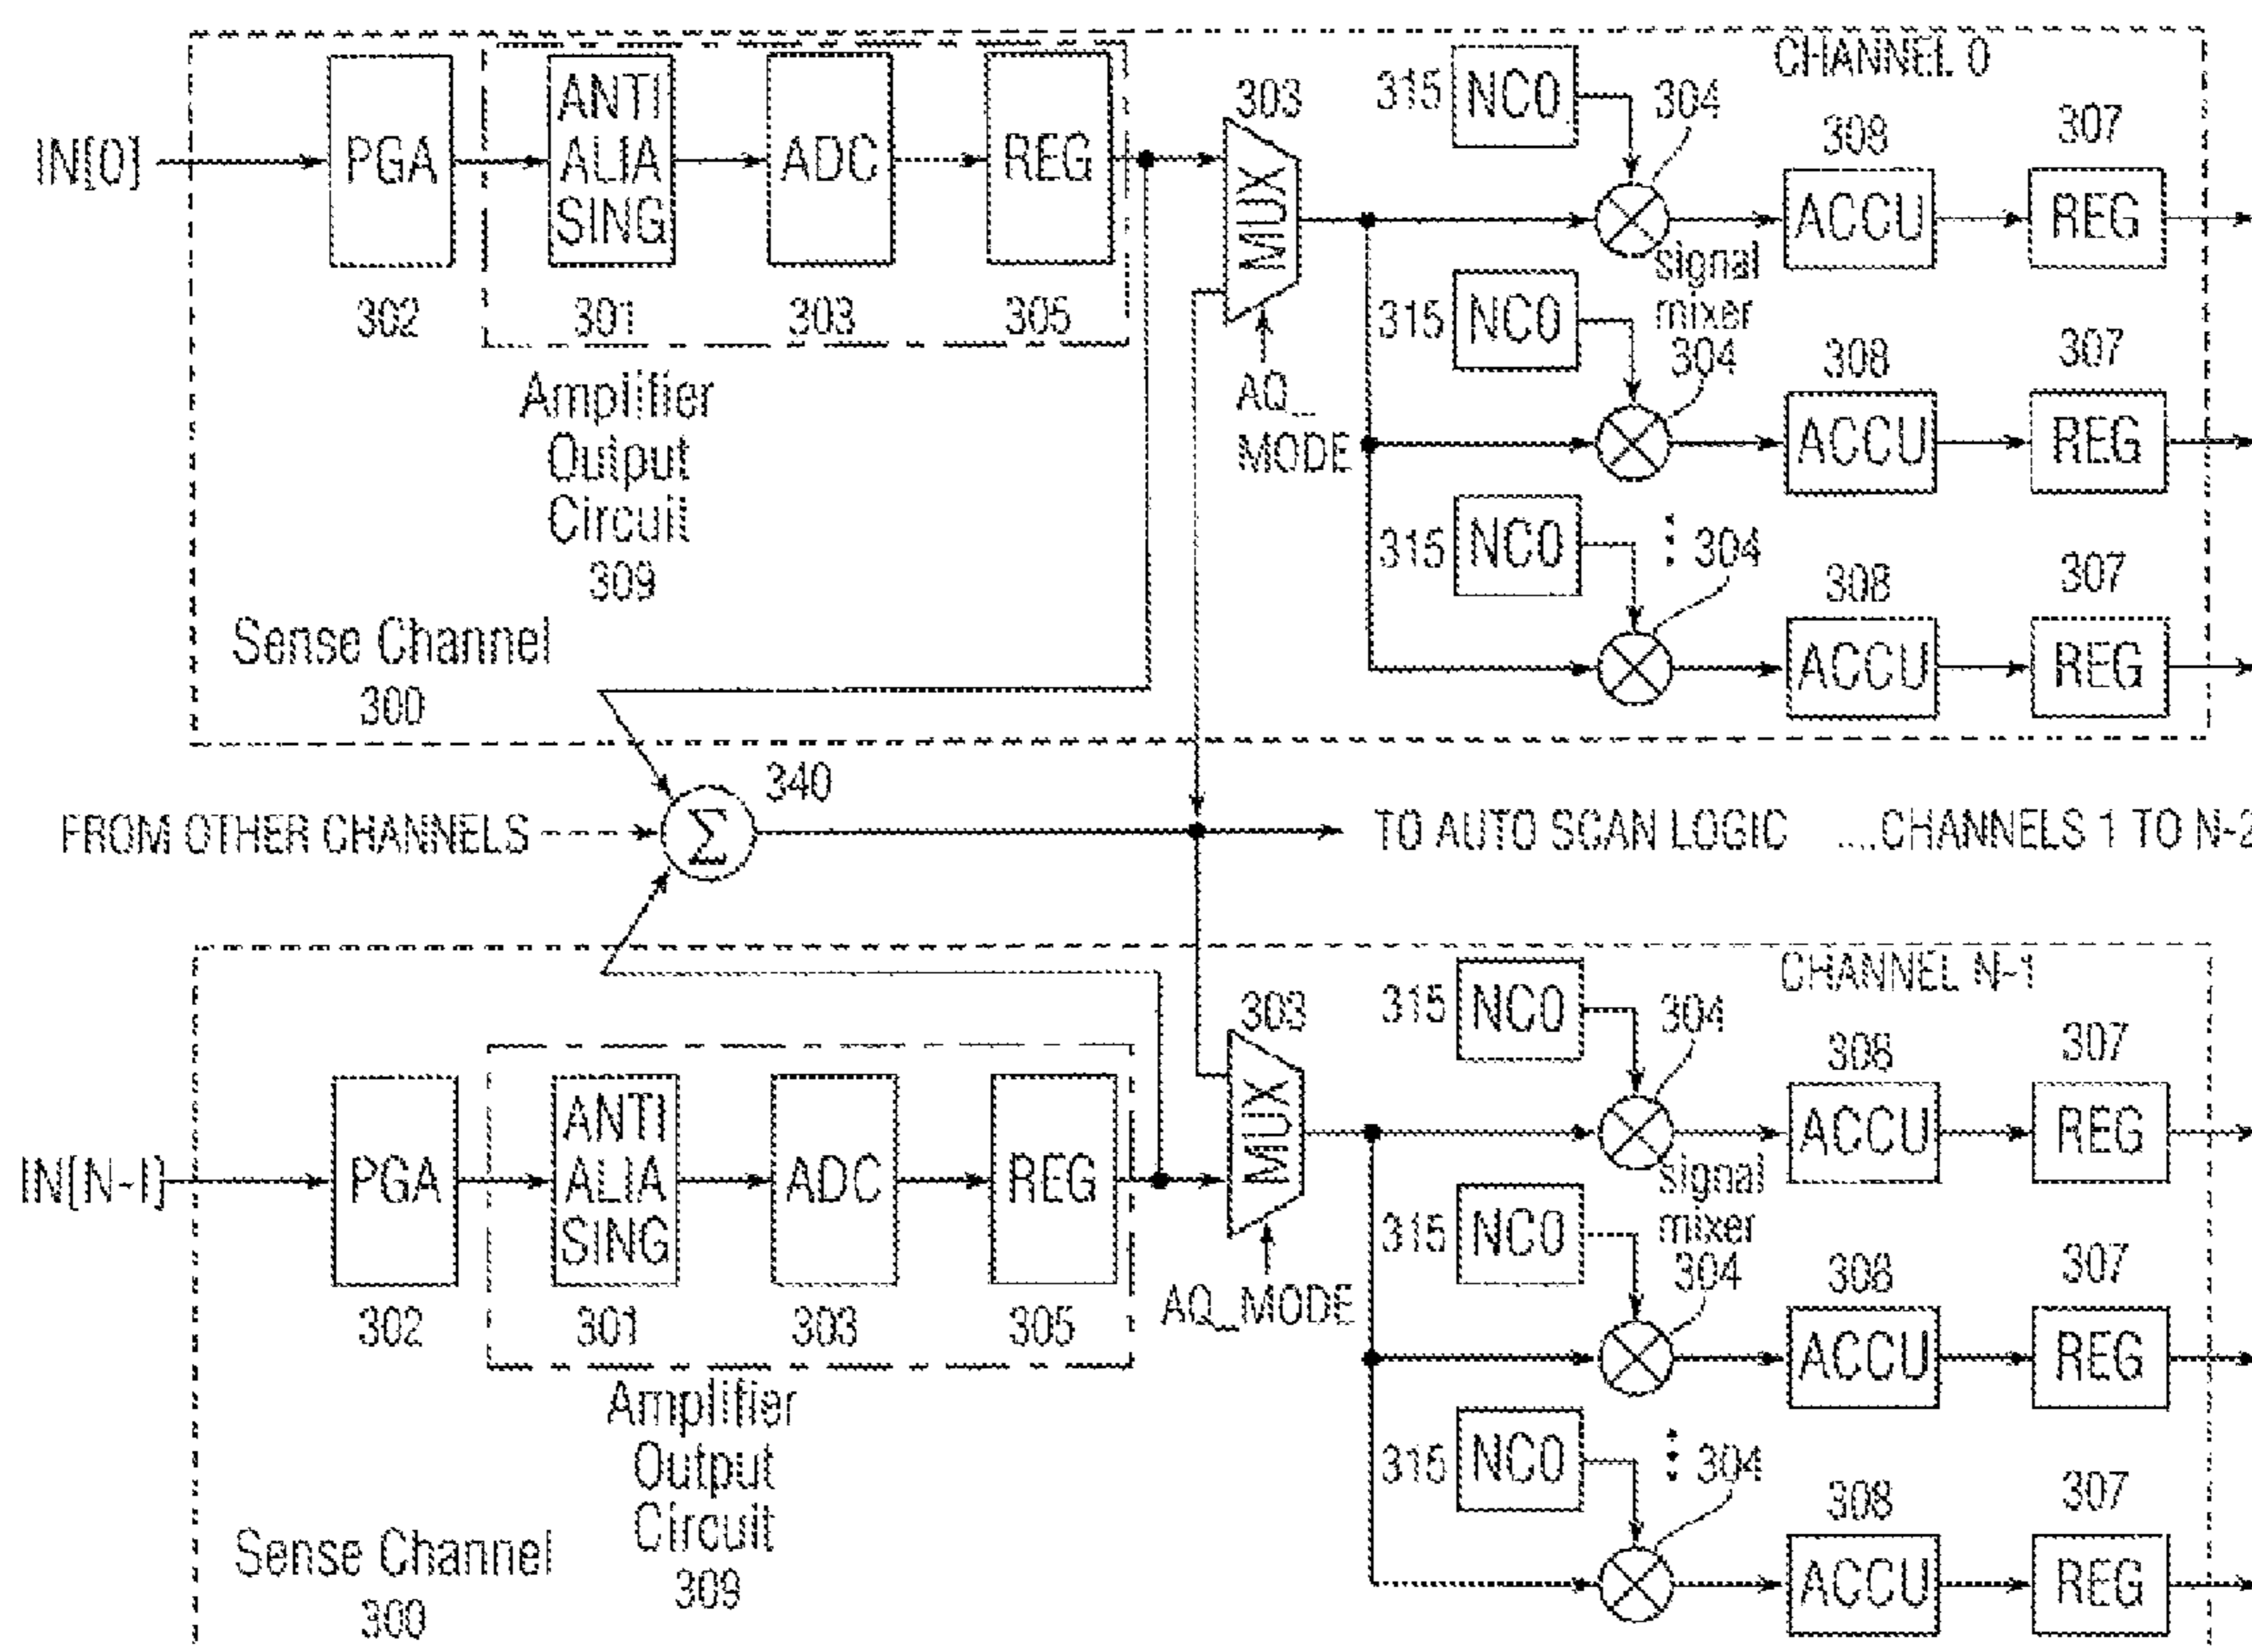 CHANNEL 0
IN[0]
PGA
302
ANTI
ALIA
SING
301
ADC
303
REG
305
Amplifier
Output
Circuit
309
Sense Channel
300
303
MUX
AQ_
MODE
315
NCO
304
signal
mixer
308
ACCU
307
REG
315
NCO
304
308
ACCU
307
REG
315
NCO
⋮ 304
308
ACCU
307
REG
340
FROM OTHER CHANNELS
Σ
TO AUTO SCAN LOGIC ....CHANNELS 1 TO N-2
CHANNEL N-1
IN[N-1]
PGA
302
ANTI
ALIA
SING
301
ADC
303
REG
305
Amplifier
Output
Circuit
309
Sense Channel
300
303
MUX
AQ_MODE
315
NCO
304
signal
mixer
308
ACCU
307
REG
315
NCO
304
308
ACCU
307
REG
315
NCO
⋮ 304
308
ACCU
307
REG